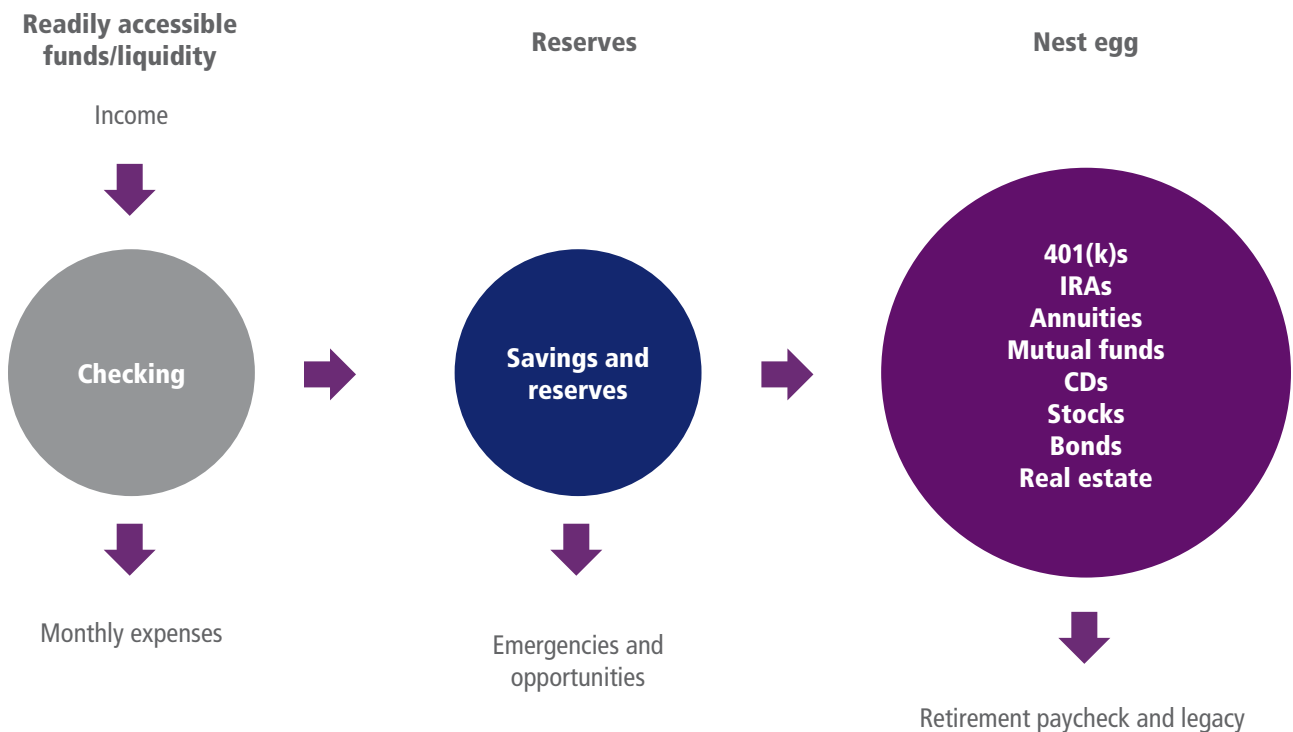 Readily accessible
funds/liquidity
Income
Checking
Monthly expenses
Reserves
Savings and
reserves
Emergencies and
opportunities
Nest egg
401(k)s
IRAs
Annuities
Mutual funds
CDs
Stocks
Bonds
Real estate
Retirement paycheck and legacy